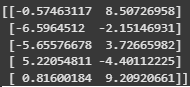 [[-0.57463117  8.50726958]
 [-6.5964512  -2.15146931]
 [-5.65576678  3.72665982]
 [ 5.22054811 -4.40112225]
 [ 0.81600184  9.20920661]]